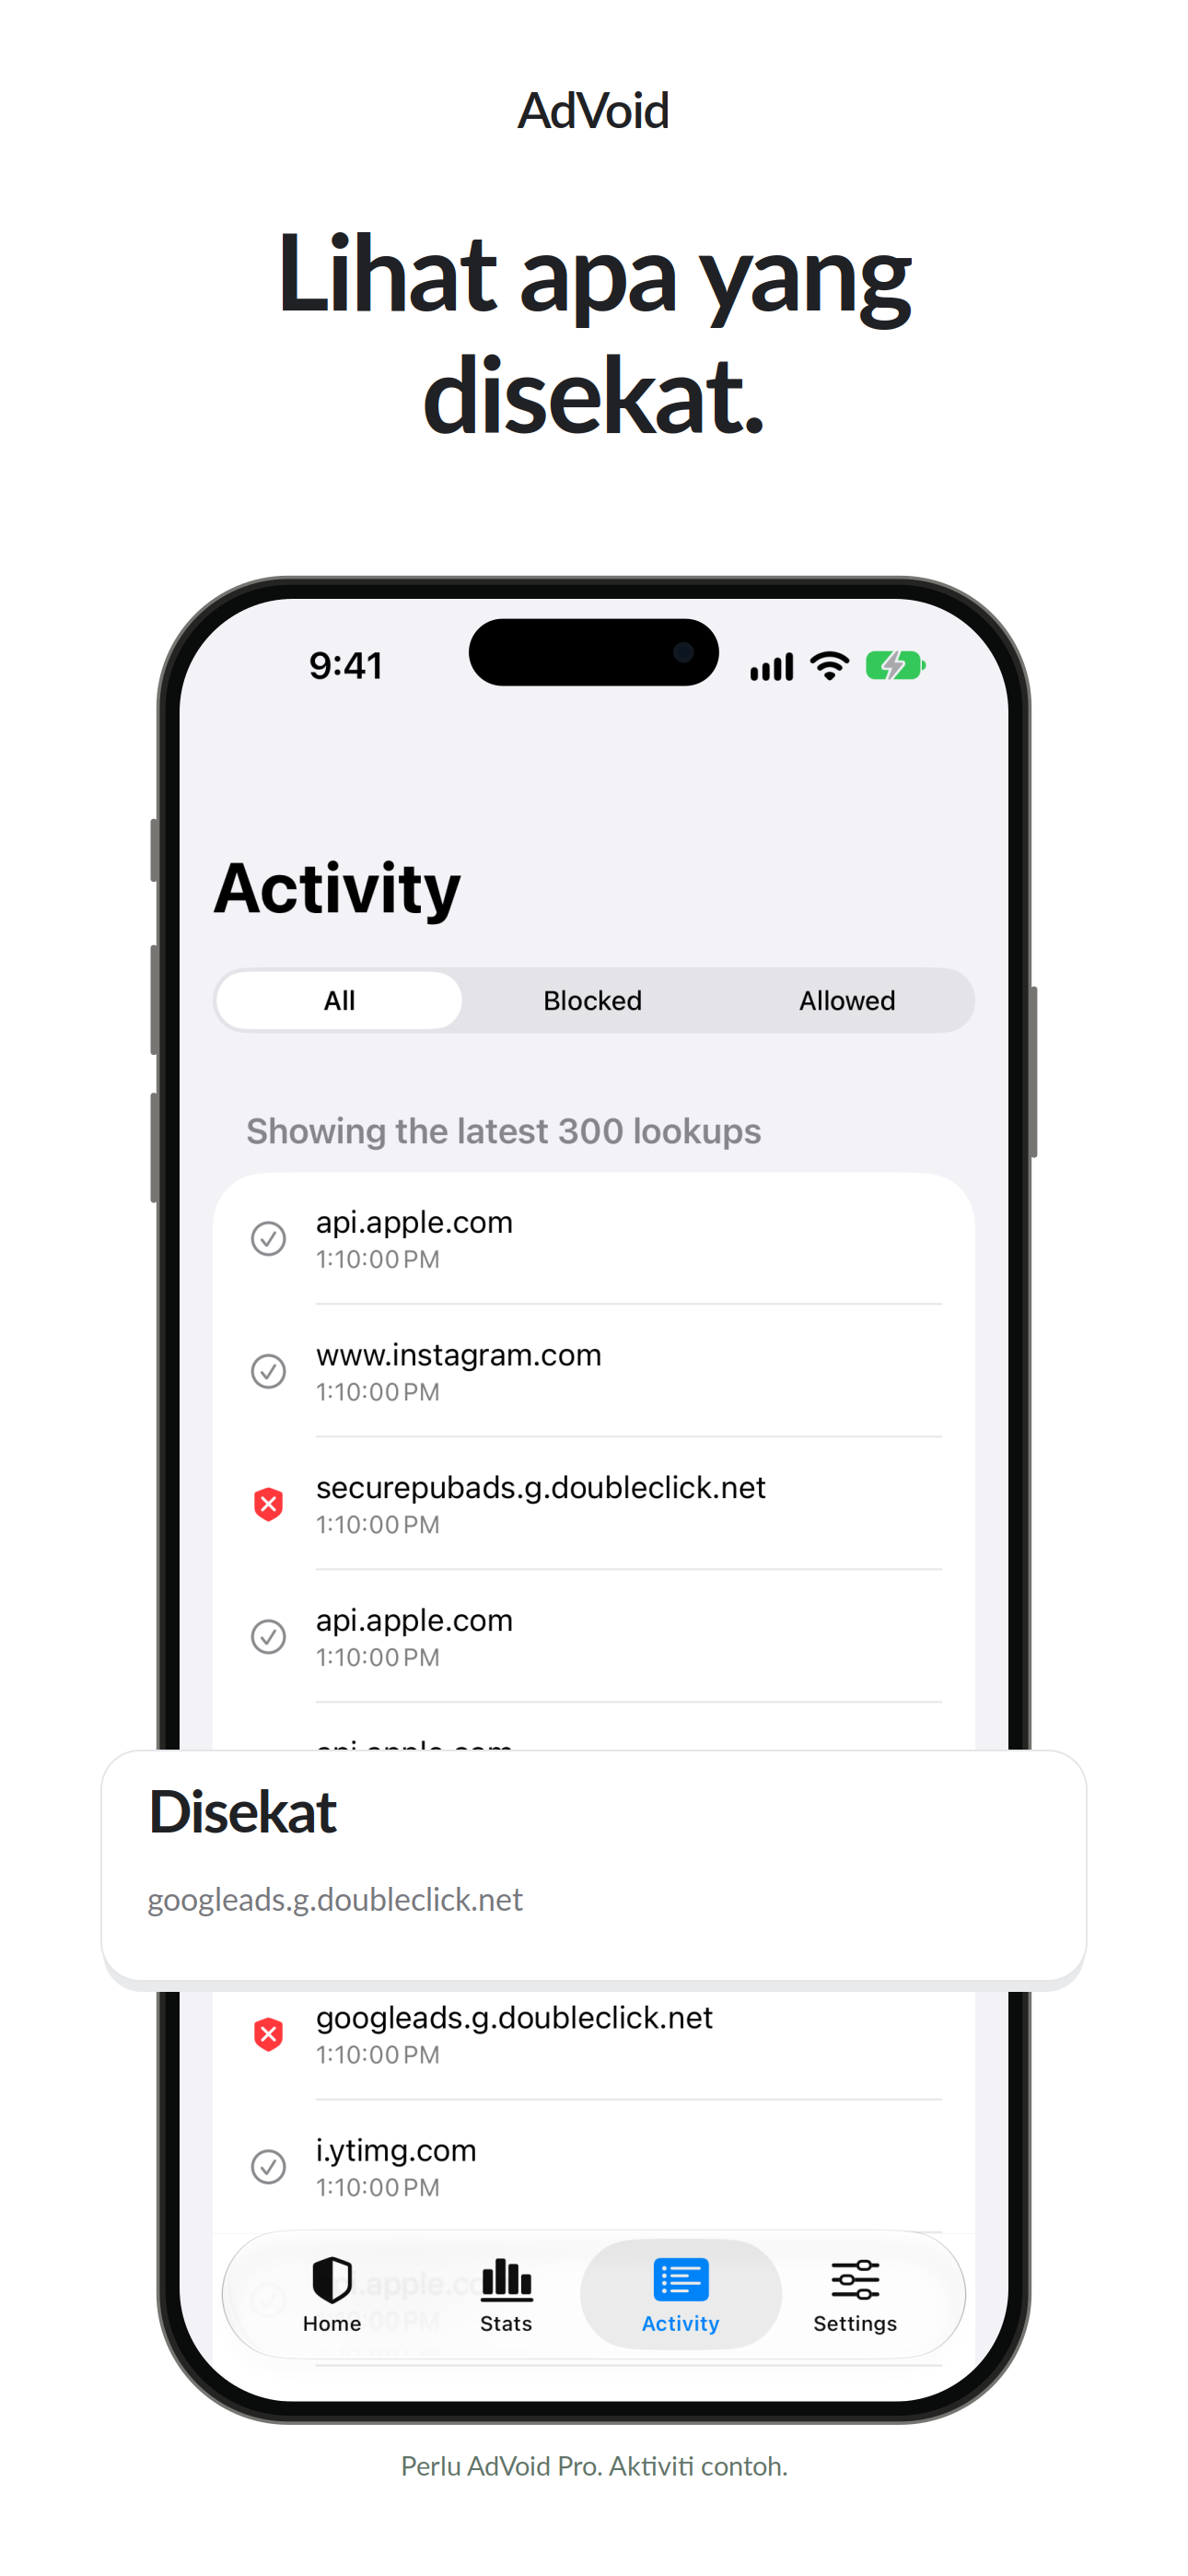 AdVoid
Lihat apa yang
disekat.
9:41
Activity
All
Blocked
Allowed
Showing the latest 300 lookups
api.apple.com
1:10:00 PM
www.instagram.com
1:10:00 PM
securepubads.g.doubleclick.net
1:10:00 PM
api.apple.com
1:10:00 PM
api.apple.com
Disekat
googleads.g.doubleclick.net
googleads.g.doubleclick.net
1:10:00 PM
i.ytimg.com
1:10:00 PM
Home
Stats
Activity
Settings
Perlu AdVoid Pro. Aktiviti contoh.